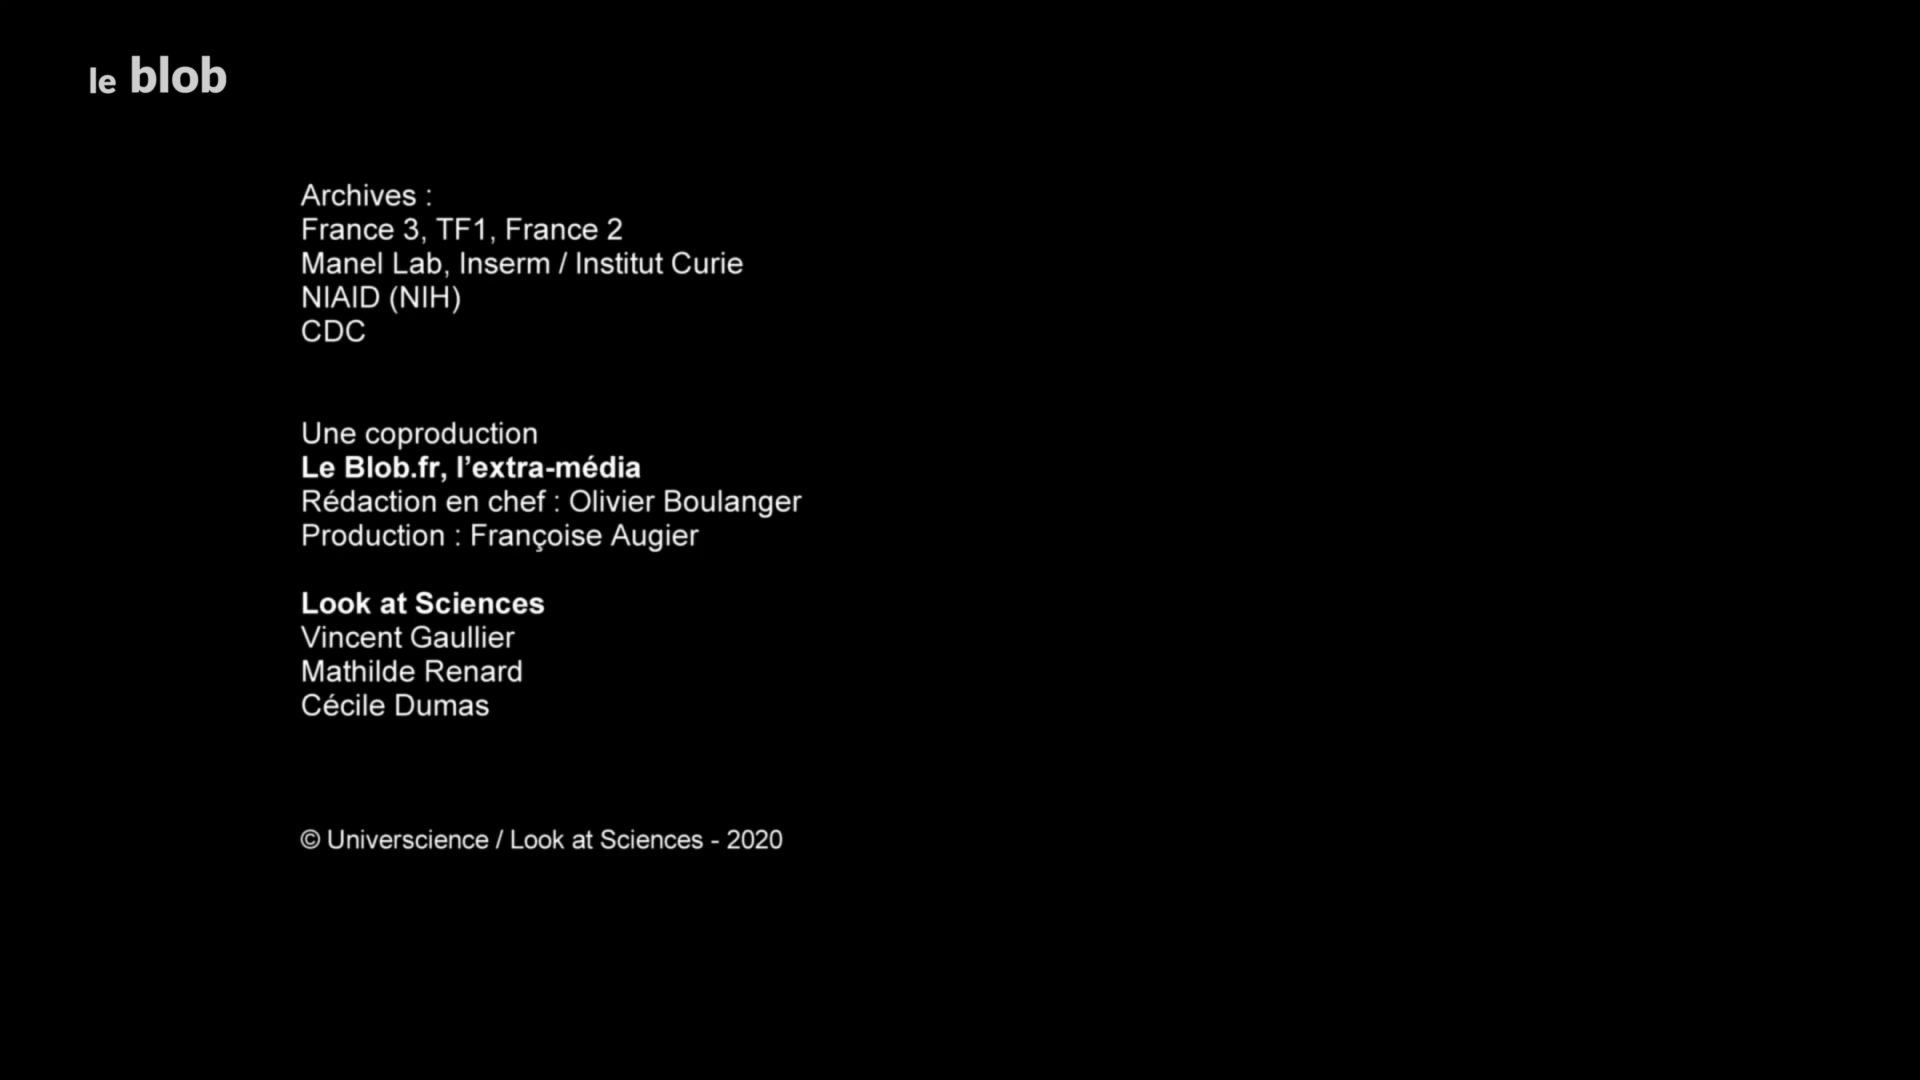 le blob
Archives :
France 3, TF1, France 2
Manel Lab, Inserm / Institut Curie
NIAID (NIH)
CDC
Une coproduction
Le Blob.fr, l’extra-média
Rédaction en chef : Olivier Boulanger
Production : Françoise Augier
Look at Sciences
Vincent Gaullier
Mathilde Renard
Cécile Dumas
© Universcience / Look at Sciences - 2020